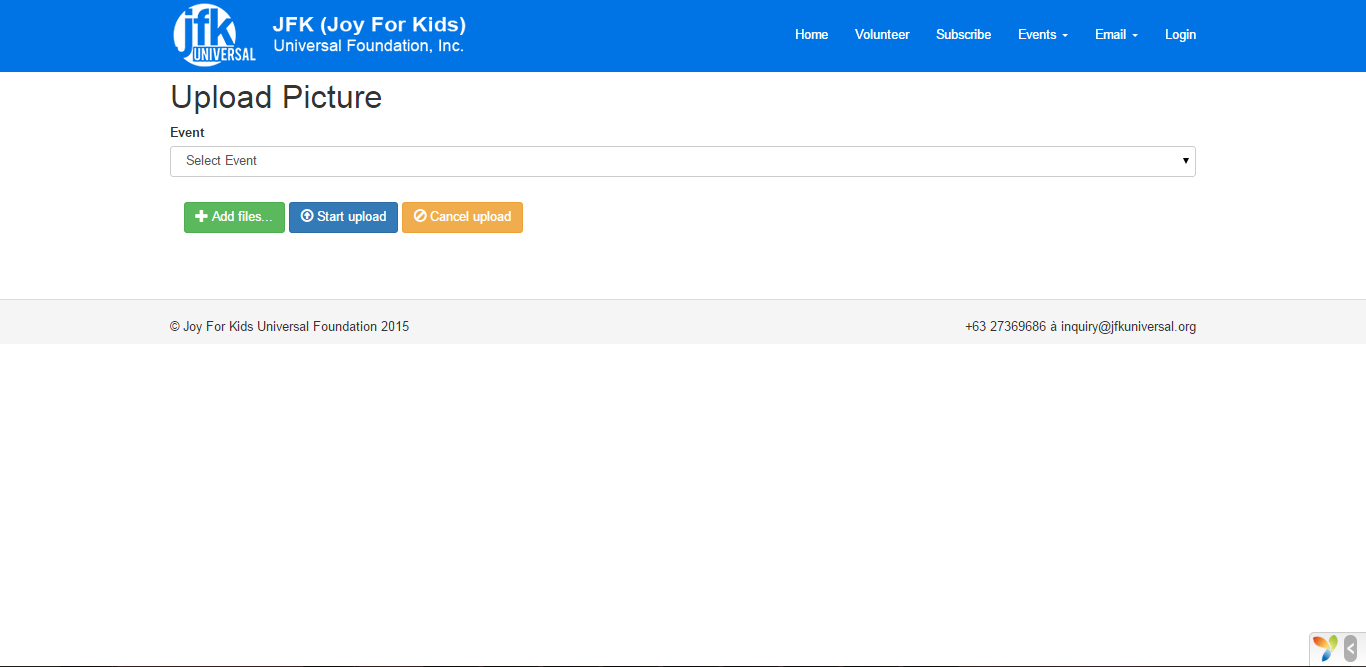 jfk
UNIVERSAL
JFK (Joy For Kids)
Universal Foundation, Inc.
Home Volunteer Subscribe Events Email Login
Upload Picture
Event
Select Event
Add files... Start upload Cancel upload
© Joy For Kids Universal Foundation 2015 +63 27369686 à inquiry@jfkuniversal.org